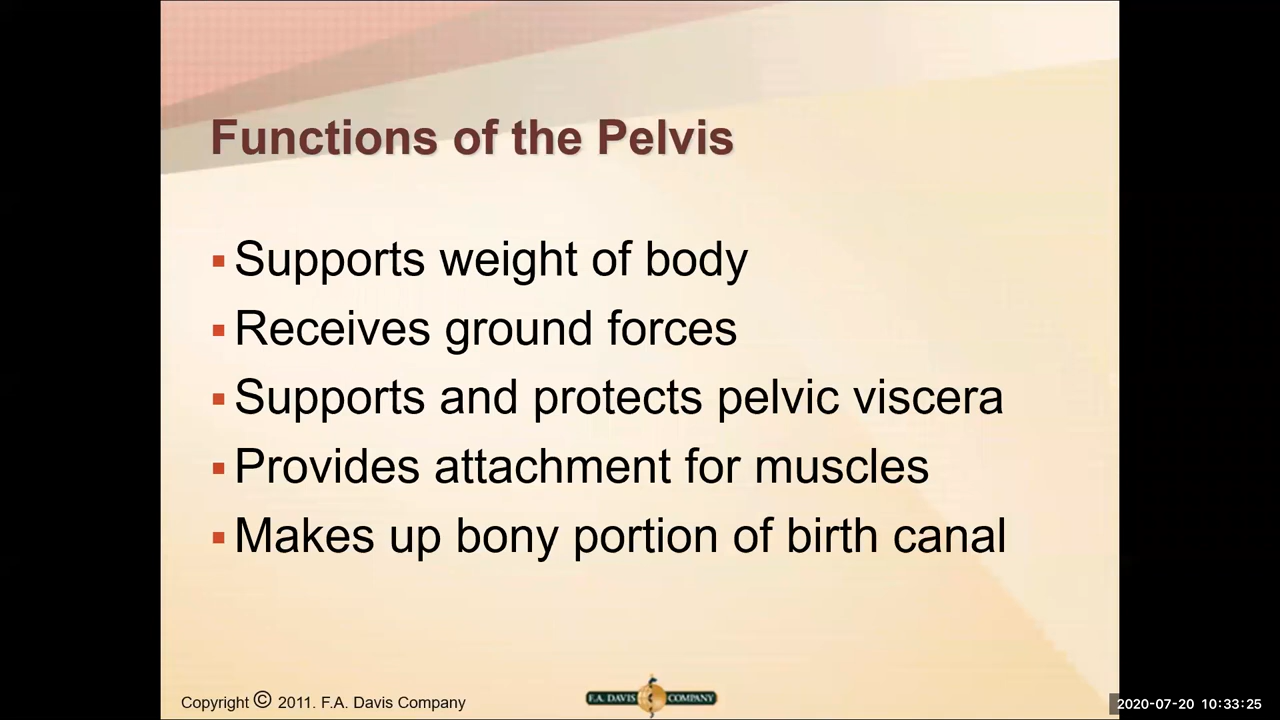 Functions of the Pelvis
▪ Supports weight of body
▪ Receives ground forces
▪ Supports and protects pelvic viscera
▪ Provides attachment for muscles
▪ Makes up bony portion of birth canal
Copyright © 2011. F.A. Davis Company
F.A. DAVIS COMPANY
2020-07-20 10:33:25